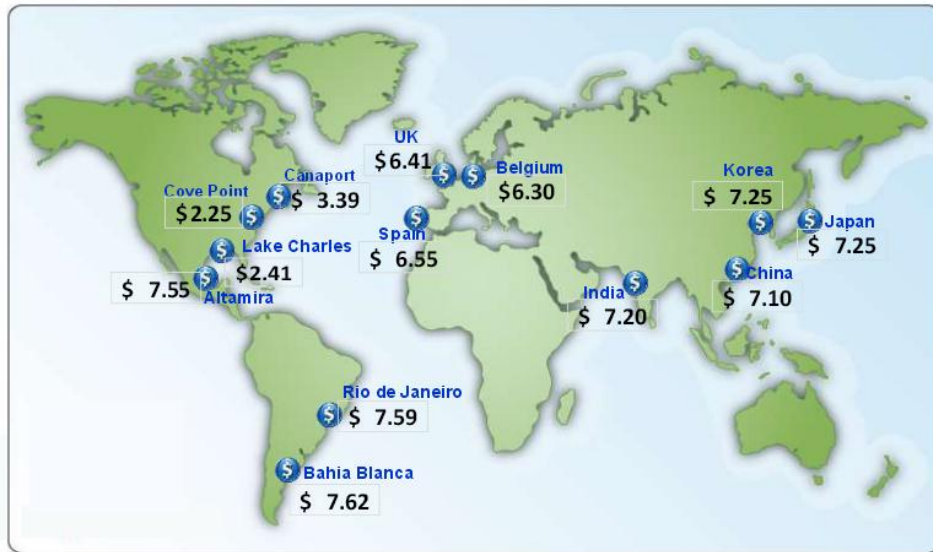 UK
$6.41
Belgium
$6.30
Canaport
$ 3.39
Cove Point
$2.25
Korea
$ 7.25
Japan
$ 7.25
Spain
$ 6.55
Lake Charles
$2.41
$ 7.55
Altamira
India
$ 7.20
China
$ 7.10
Rio de Janeiro
$ 7.59
Bahia Blanca
$ 7.62